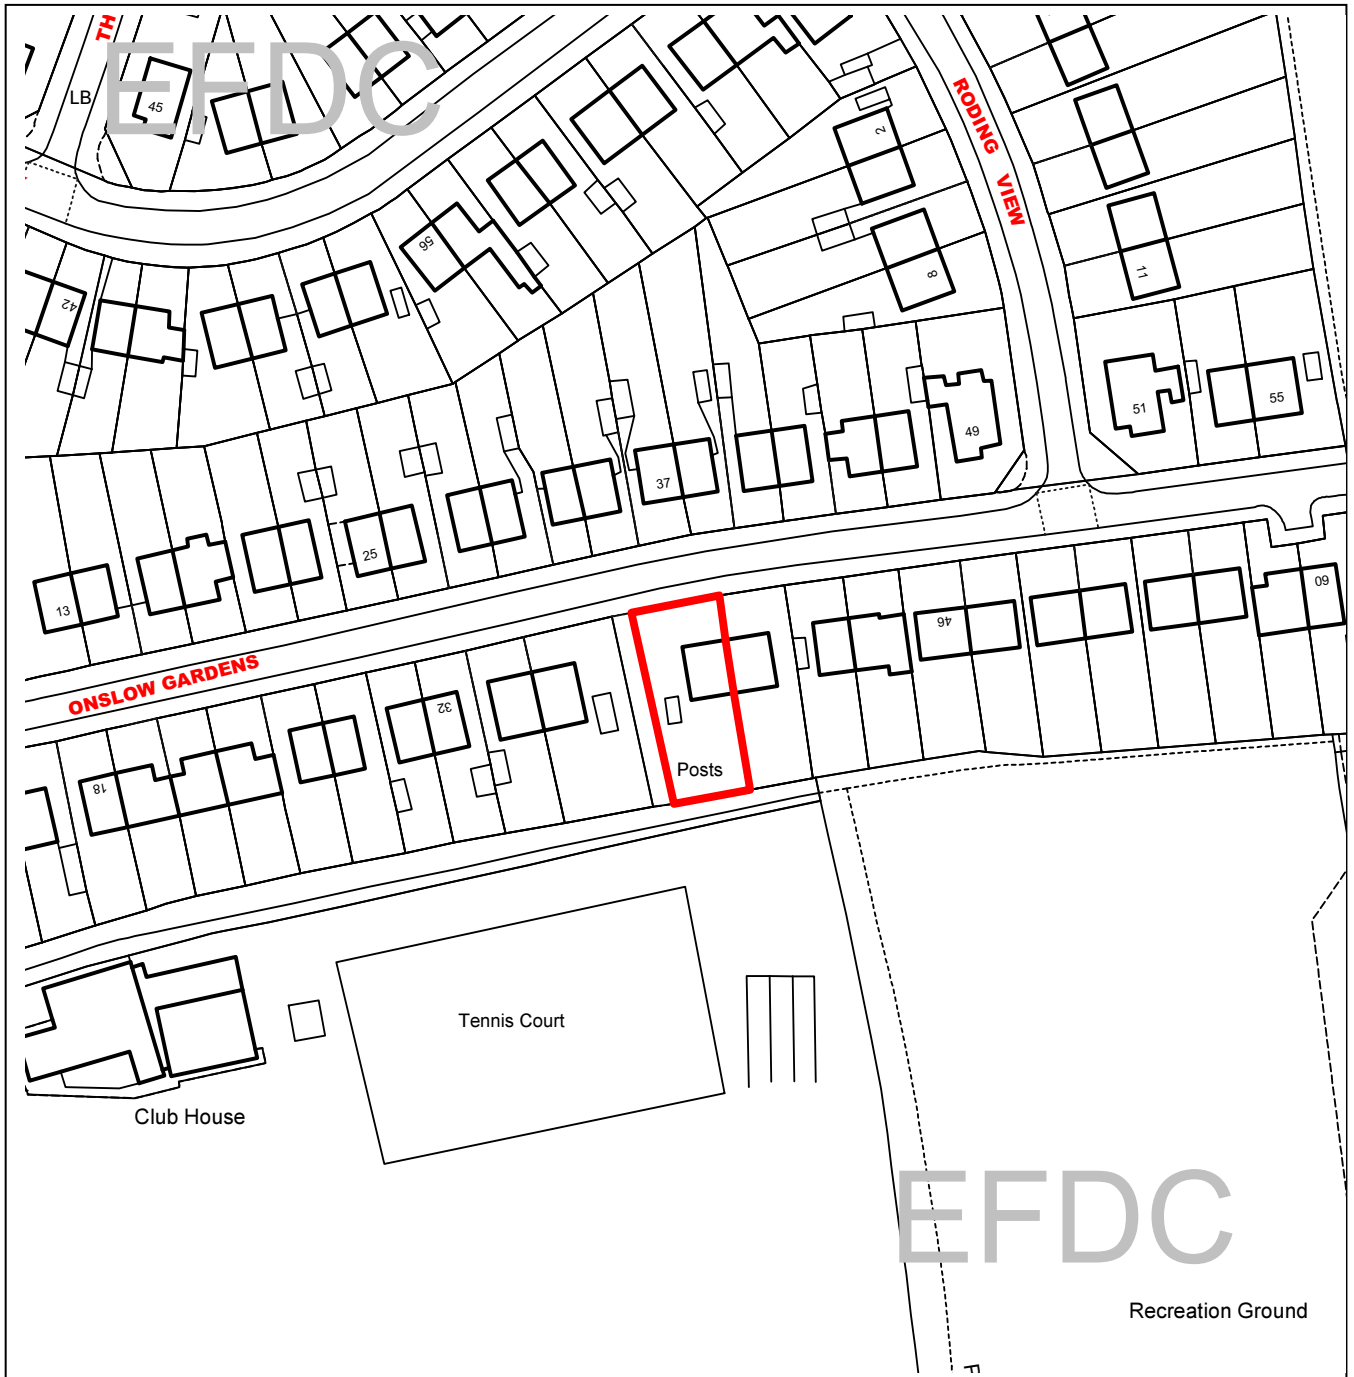 TH
EFDC
LB
45
2
RODING VIEW
56
8
11
42
51
55
49
37
25
13
60
46
ONSLOW GARDENS
32
18
Posts
Tennis Court
Club House
EFDC
Recreation Ground